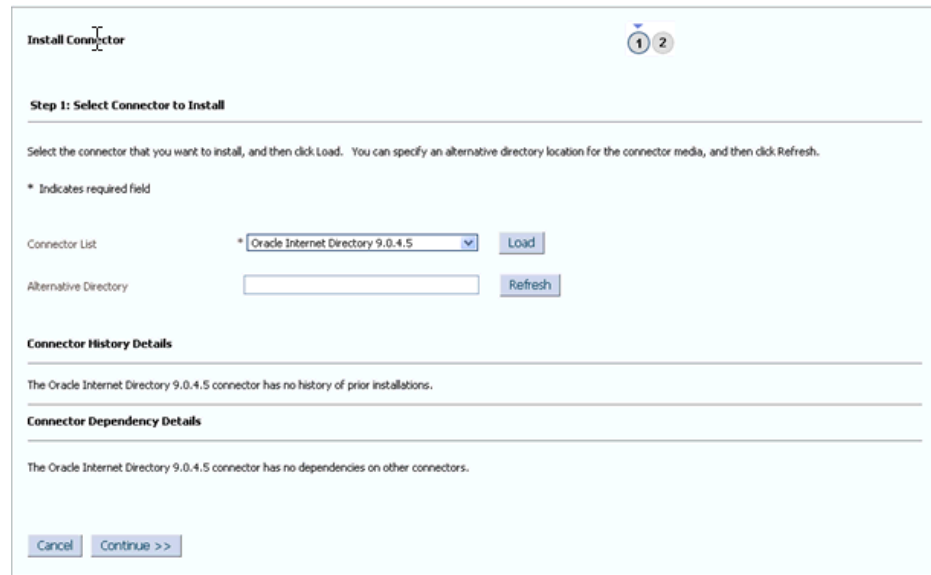 Install Connector
1 2
Step 1: Select Connector to Install
Select the connector that you want to install, and then click Load. You can specify an alternative directory location for the connector media, and then click Refresh.
* Indicates required field
Connector List * Oracle Internet Directory 9.0.4.5 Load
Alternative Directory Refresh
Connector History Details
The Oracle Internet Directory 9.0.4.5 connector has no history of prior installations.
Connector Dependency Details
The Oracle Internet Directory 9.0.4.5 connector has no dependencies on other connectors.
Cancel Continue >>